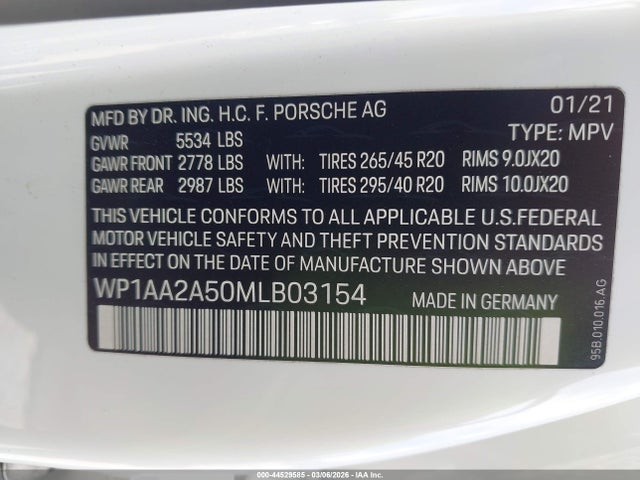 MFD BY DR. ING. H.C. F. PORSCHE AG 01/21
GVWR 5534 LBS TYPE: MPV
GAWR FRONT 2778 LBS WITH: TIRES 265/45 R20 RIMS 9.0JX20
GAWR REAR 2987 LBS WITH: TIRES 295/40 R20 RIMS 10.0JX20
THIS VEHICLE CONFORMS TO ALL APPLICABLE U.S.FEDERAL
MOTOR VEHICLE SAFETY AND THEFT PREVENTION STANDARDS
IN EFFECT ON THE DATE OF MANUFACTURE SHOWN ABOVE
WP1AA2A50MLB03154 MADE IN GERMANY
95B.010.016.AG
000-44529585 - 03/06/2026 - IAA Inc.